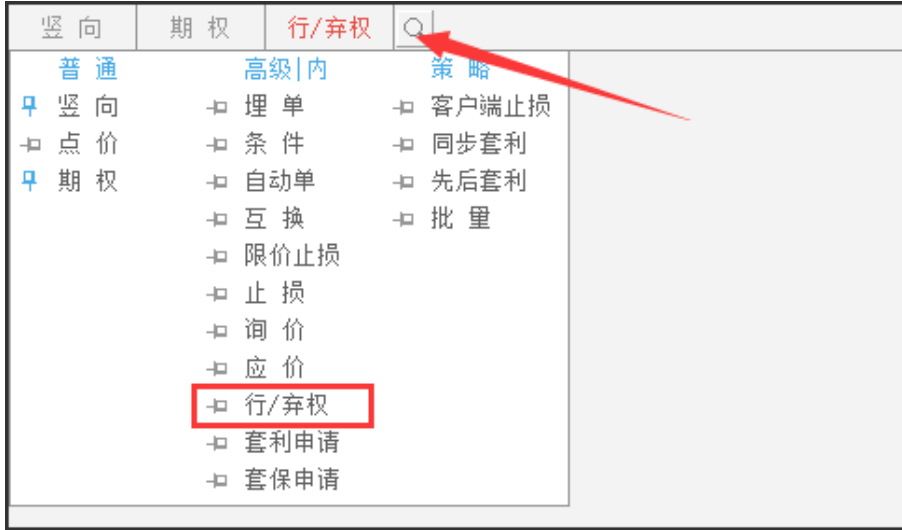 竖 向 期 权 行/弃权
普 通 高级|内 策 略
竖 向 埋 单 客户端止损
点 价 条 件 同步套利
期 权 自动单 先后套利
互 换 批 量
限价止损
止 损
询 价
应 价
行/弃权
套利申请
套保申请